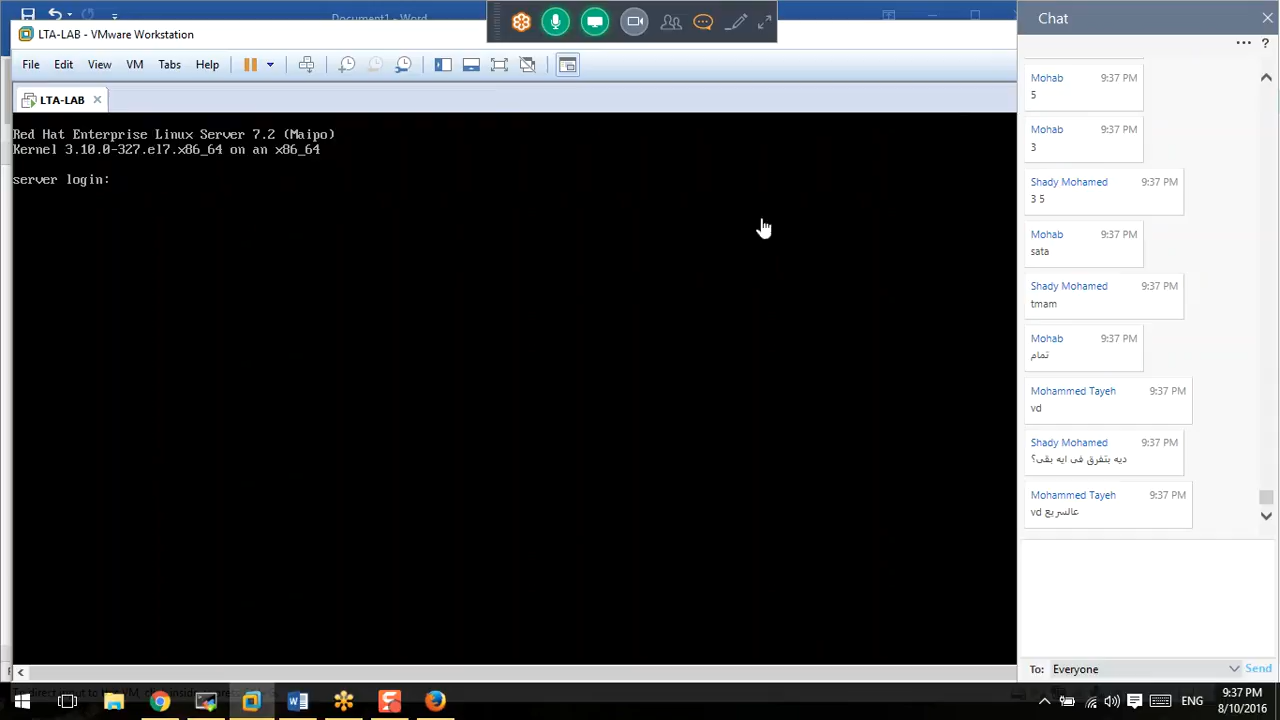 Document1 - Word
LTA-LAB - VMware Workstation
File Edit View VM Tabs Help
LTA-LAB
Red Hat Enterprise Linux Server 7.2 (Maipo)
Kernel 3.10.0-327.el7.x86_64 on an x86_64
server login:
Chat
Mohab 9:37 PM
5
Mohab 9:37 PM
3
Shady Mohamed 9:37 PM
3 5
Mohab 9:37 PM
sata
Shady Mohamed 9:37 PM
tmam
Mohab 9:37 PM
تمام
Mohammed Tayeh 9:37 PM
vd
Shady Mohamed 9:37 PM
ديه بتفرق فى ايه بقى؟
Mohammed Tayeh 9:37 PM
vd عالسريع
To: Everyone Send
ENG
9:37 PM
8/10/2016